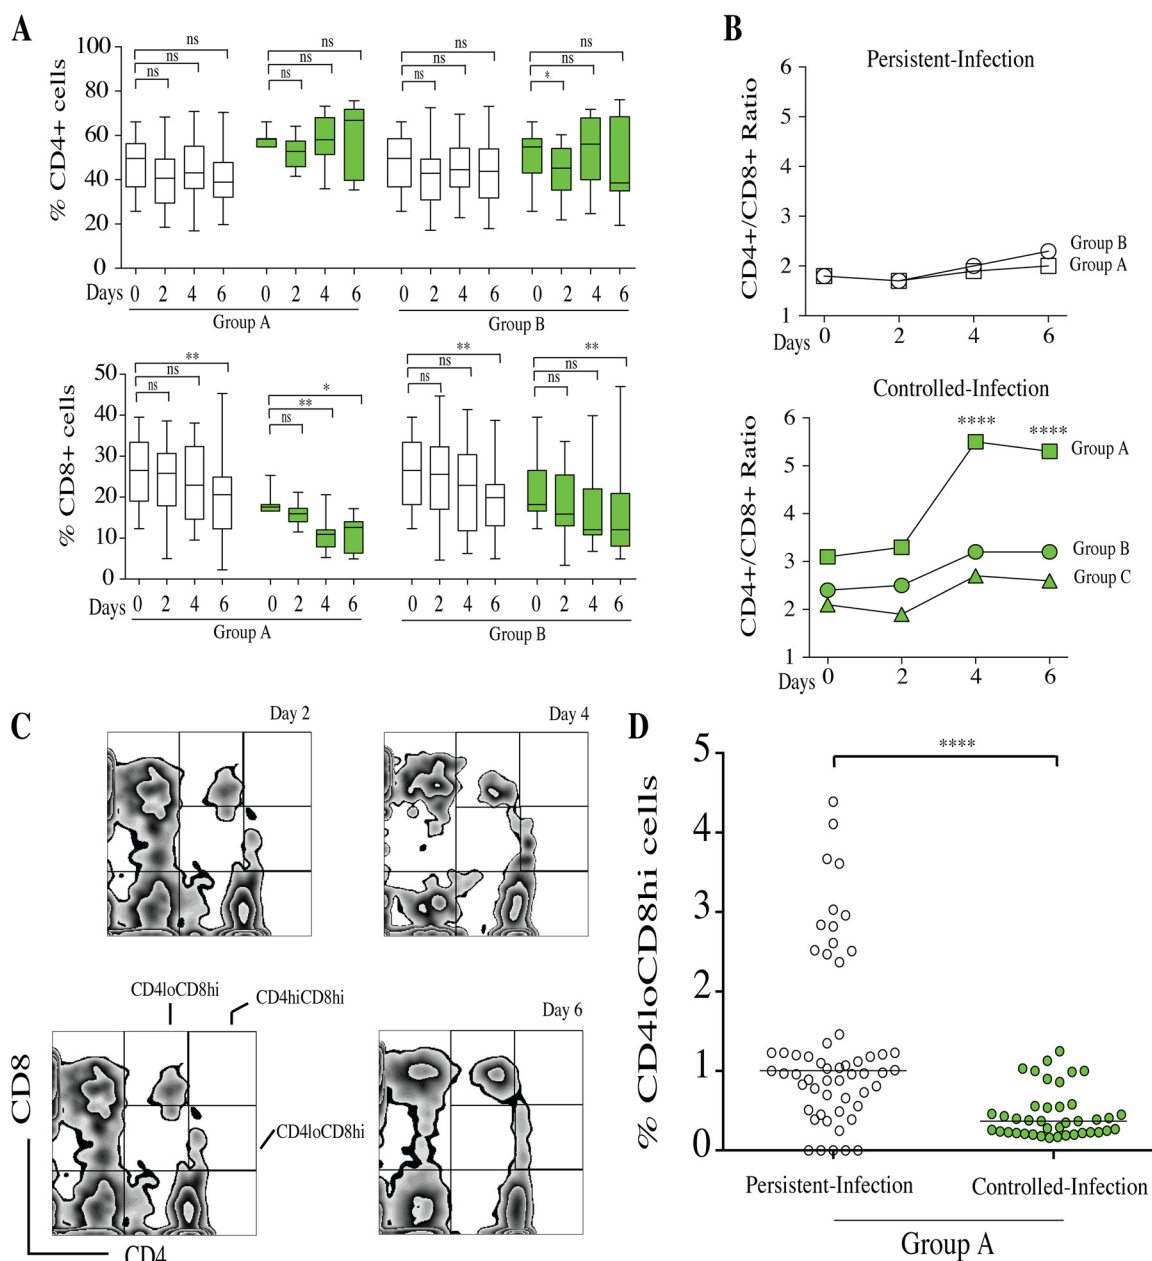 A
% CD4+ cells
100
80
60
40
20
0
ns
ns
ns
ns
ns
ns
ns
ns
ns
ns
ns
*
Days 0 2 4 6 0 2 4 6 0 2 4 6 0 2 4 6
Group A
Group B
% CD8+ cells
50
40
30
20
10
0
**
ns
ns
*
**
ns
**
ns
ns
**
ns
ns
Days 0 2 4 6 0 2 4 6 0 2 4 6 0 2 4 6
Group A
Group B
B
Persistent-Infection
CD4+/CD8+ Ratio
6
5
4
3
2
1
Group B
Group A
Days 0 2 4 6
Controlled-Infection
CD4+/CD8+ Ratio
6
5
4
3
2
1
**** ****
Group A
Group B
Group C
Days 0 2 4 6
C
Day 2
Day 4
CD4loCD8hi
CD4hiCD8hi
Day 6
CD4loCD8hi
CD8
CD4
D
% CD4loCD8hi cells
5
4
3
2
1
0
****
Persistent-Infection
Controlled-Infection
Group A